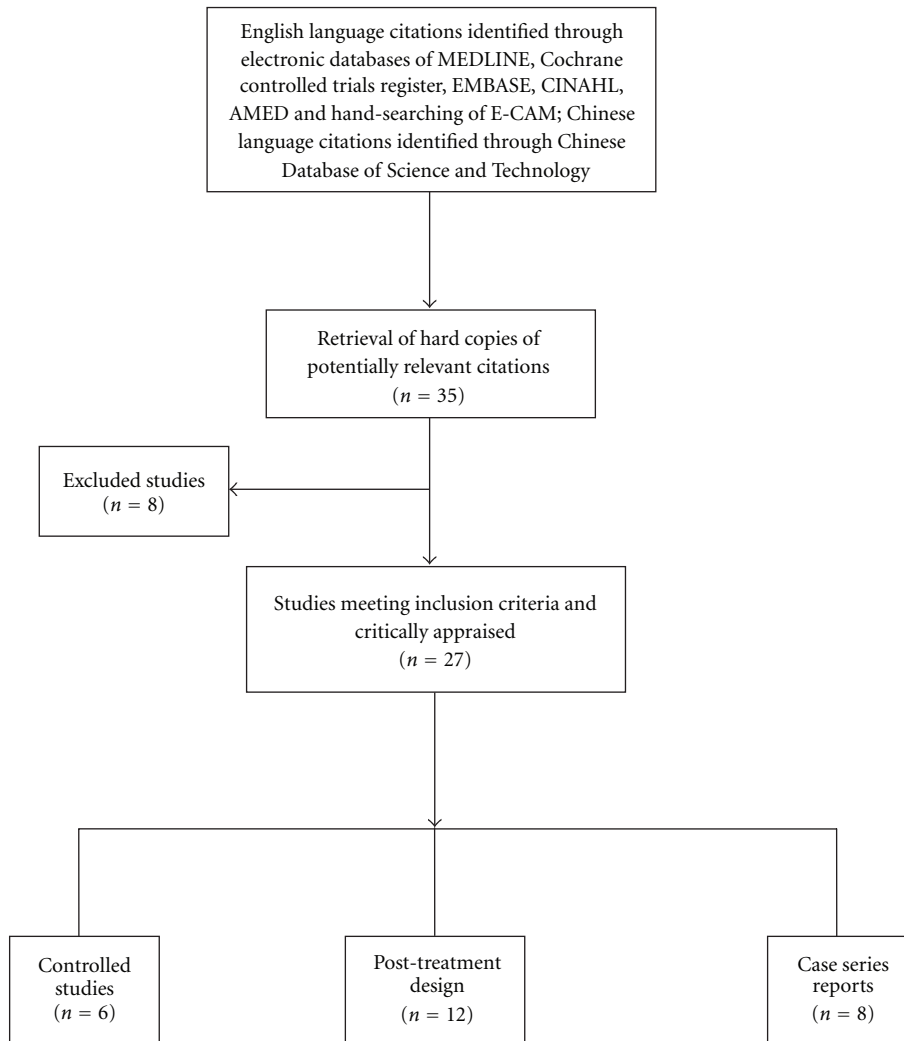 English language citations identified through
electronic databases of MEDLINE, Cochrane
controlled trials register, EMBASE, CINAHL,
AMED and hand-searching of E-CAM; Chinese
language citations identified through Chinese
Database of Science and Technology
Retrieval of hard copies of
potentially relevant citations
(n = 35)
Excluded studies
(n = 8)
Studies meeting inclusion criteria and
critically appraised
(n = 27)
Controlled
studies
(n = 6)
Post-treatment
design
(n = 12)
Case series
reports
(n = 8)